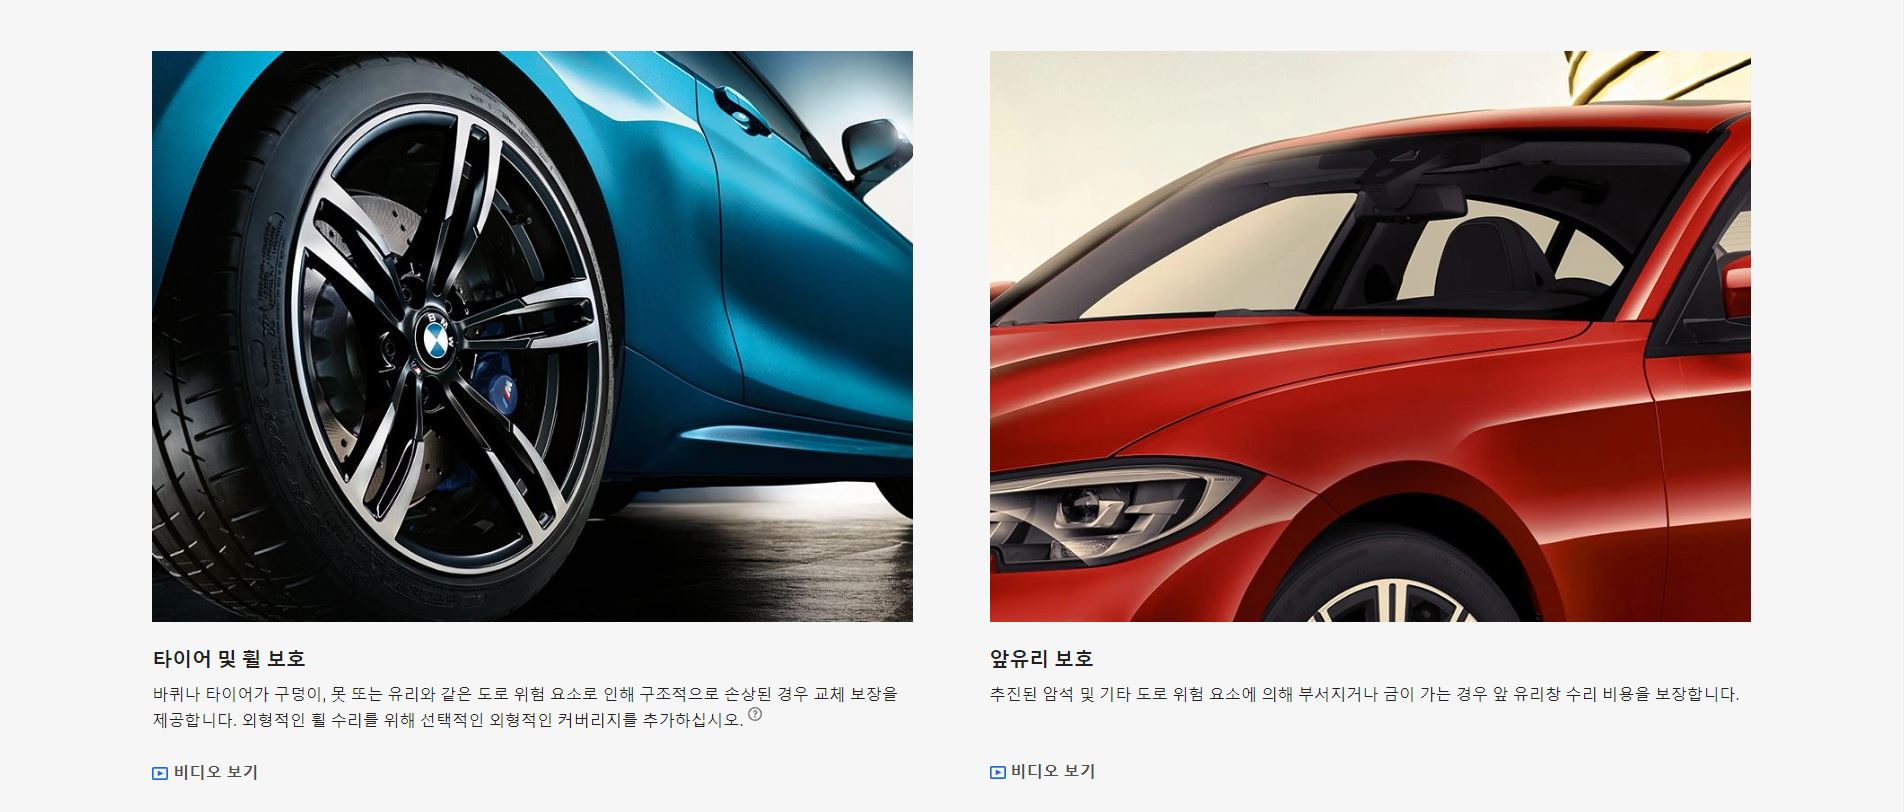 BMW
타이어 및 휠 보호
바퀴나 타이어가 구덩이, 못 또는 유리와 같은 도로 위험 요소로 인해 구조적으로 손상된 경우 교체 보장을
제공합니다. 외형적인 휠 수리를 위해 선택적인 외형적인 커버리지를 추가하십시오. ?
비디오 보기
앞유리 보호
추진된 암석 및 기타 도로 위험 요소에 의해 부서지거나 금이 가는 경우 앞 유리창 수리 비용을 보장합니다.
비디오 보기